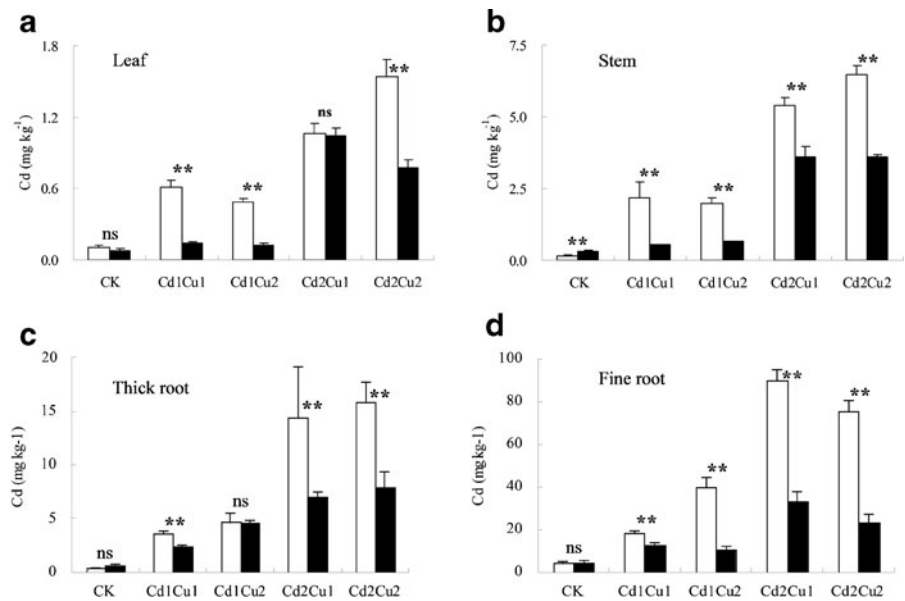 a
Leaf
Cd (mg kg⁻¹)
1.8
1.2
0.6
0.0
ns
**
**
ns
**
CK
Cd1Cu1
Cd1Cu2
Cd2Cu1
Cd2Cu2
b
Stem
Cd (mg kg⁻¹)
7.5
5.0
2.5
0.0
**
**
**
**
**
CK
Cd1Cu1
Cd1Cu2
Cd2Cu1
Cd2Cu2
c
Thick root
Cd (mg kg-1)
20
15
10
5
0
ns
**
ns
**
**
CK
Cd1Cu1
Cd1Cu2
Cd2Cu1
Cd2Cu2
d
Fine root
Cd (mg kg-1)
100
80
60
40
20
0
ns
**
**
**
**
CK
Cd1Cu1
Cd1Cu2
Cd2Cu1
Cd2Cu2